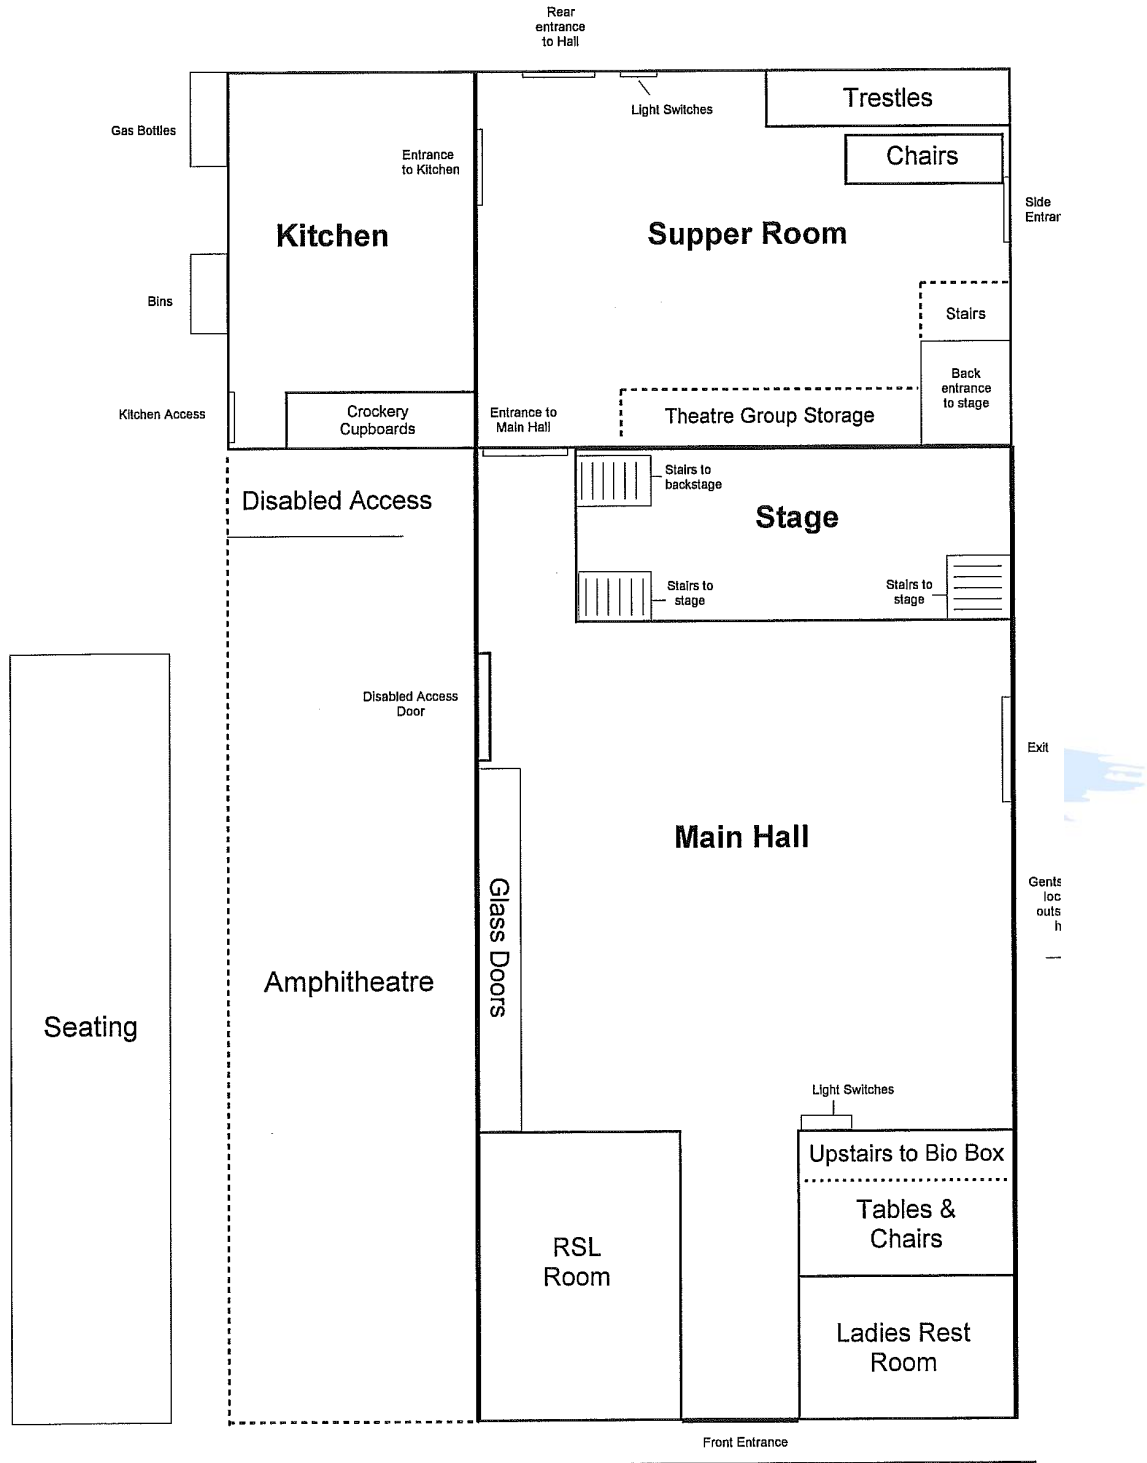 Rear
entrance
to Hall
Light Switches
Trestles
Gas Bottles
Chairs
Entrance
to Kitchen
Side
Kitchen
Supper Room
Bins
Stairs
Back
entrance
to stage
Kitchen Access
Crockery
Cupboards
Entrance to
Main Hall
Theatre Group Storage
Disabled Access
Stairs to
backstage
Stage
Stairs to
stage
Stairs to
stage
Disabled Access
Door
Exit
Main Hall
Gents
Glass Doors
Amphitheatre
Seating
Light Switches
Upstairs to Bio Box
Tables &
Chairs
RSL
Room
Ladies Rest
Room
Front Entrance